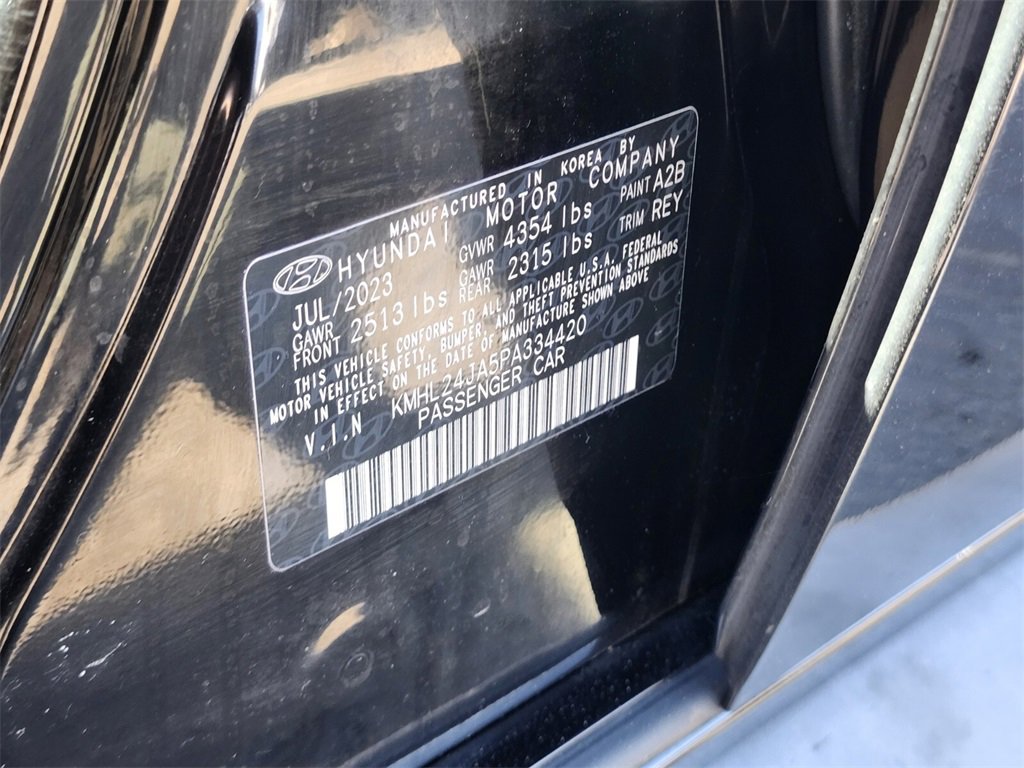 MANUFACTURED IN KOREA BY
HYUNDAI MOTOR COMPANY
JUL/2023 GVWR 4354 lbs PAINT A2B
GAWR FRONT 2513 lbs GAWR REAR 2315 lbs TRIM REY
THIS VEHICLE CONFORMS TO ALL APPLICABLE U.S.A. FEDERAL
MOTOR VEHICLE SAFETY, BUMPER, AND THEFT PREVENTION STANDARDS
IN EFFECT ON THE DATE OF MANUFACTURE SHOWN ABOVE
V.I.N KMHL24JA5PA334420
PASSENGER CAR